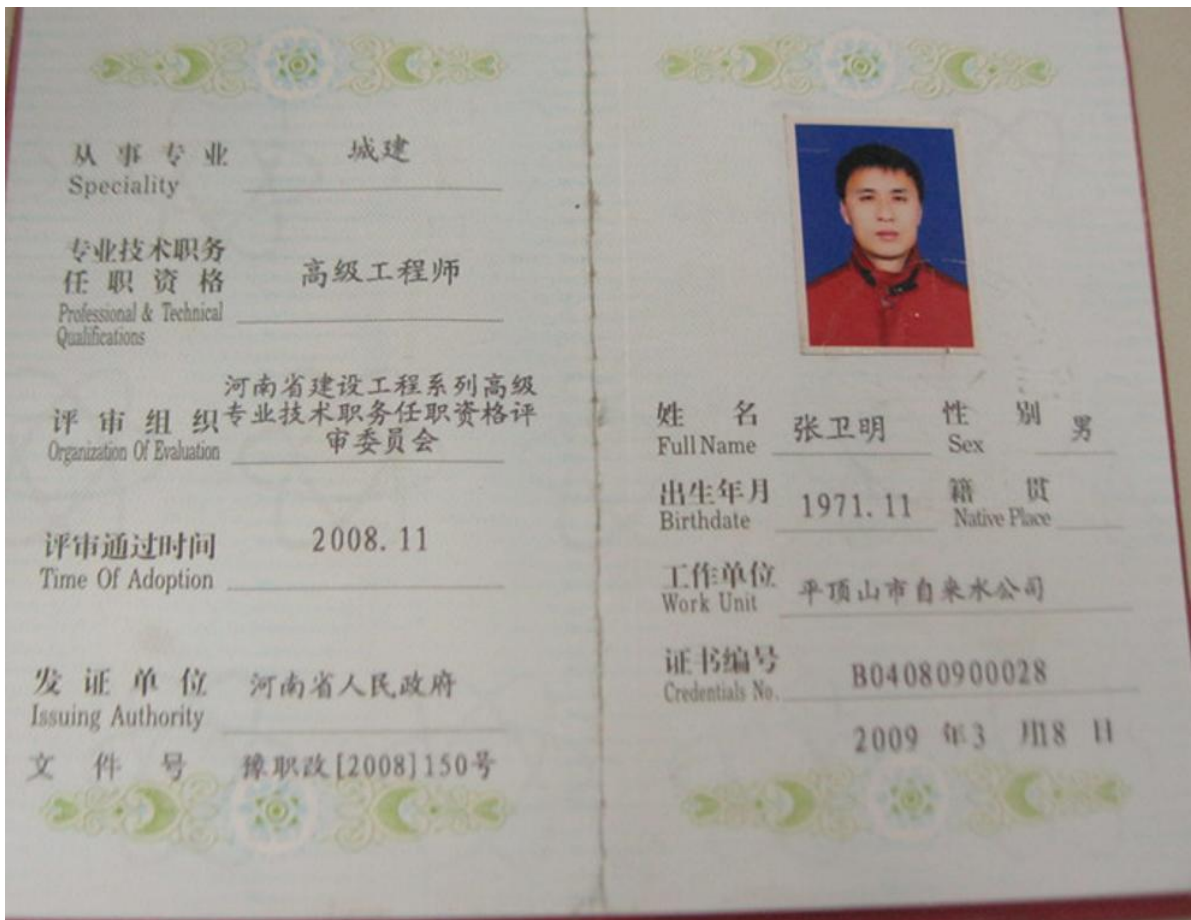 从事专业 城建
Speciality
专业技术职务
任职资格 高级工程师
Professional & Technical
Qualifications
河南省建设工程系列高级
评审组织 专业技术职务任职资格评
Organization Of Evaluation 审委员会
评审通过时间 2008.11
Time Of Adoption
发证单位 河南省人民政府
Issuing Authority
文件号 豫职改[2008]150号
姓名 张卫明 性别 男
Full Name Sex
出生年月 1971.11 籍贯
Birthdate Native Place
工作单位 平顶山市自来水公司
Work Unit
证书编号 B04080900028
Credentials No.
2009 年3 月18 日